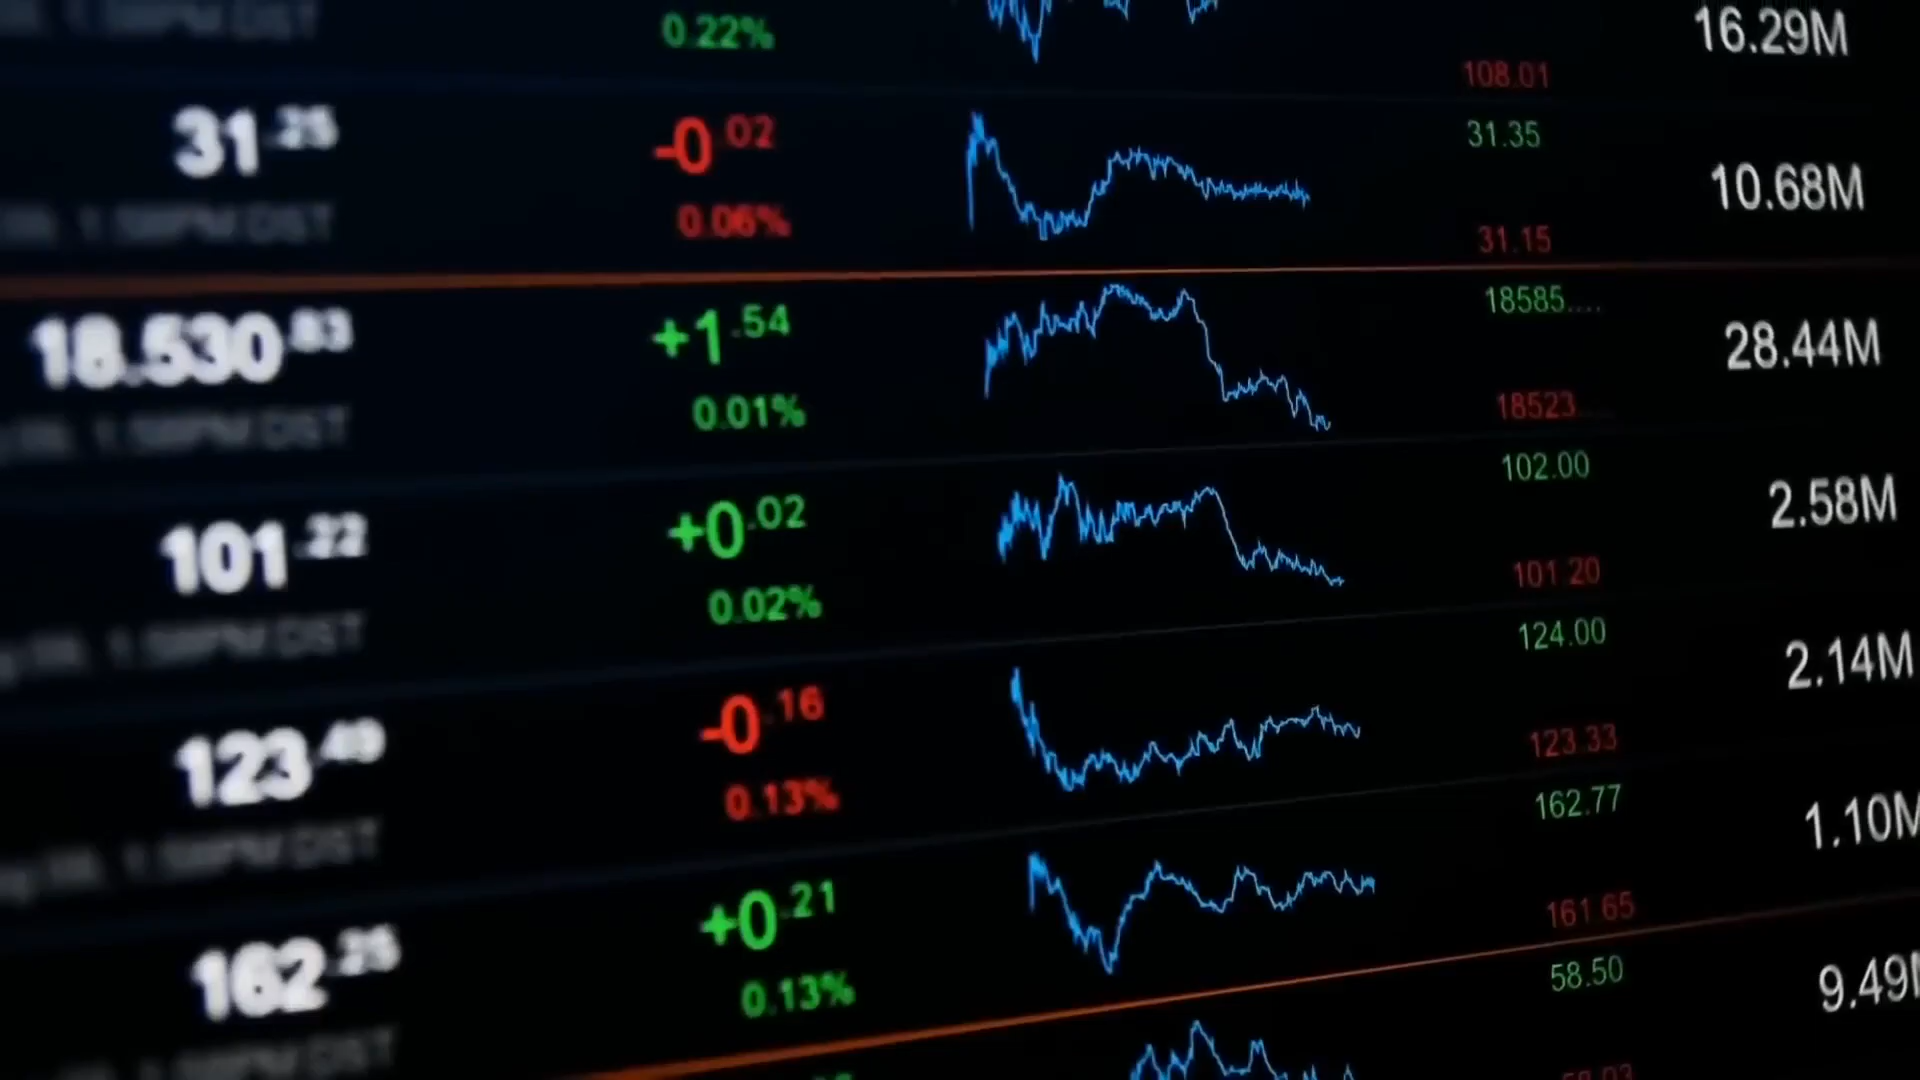 0.22% 108.01 16.29M
31.25 -0.02 31.35 10.68M
0.06% 31.15
18.530.83 +1.54 18585.... 28.44M
0.01% 18523
101.22 +0.02 102.00 2.58M
0.02% 101.20
123.49 -0.16 124.00 2.14M
0.13% 123.33
162.25 +0.21 162.77 1.10M
0.13% 161.65
58.50 9.49M